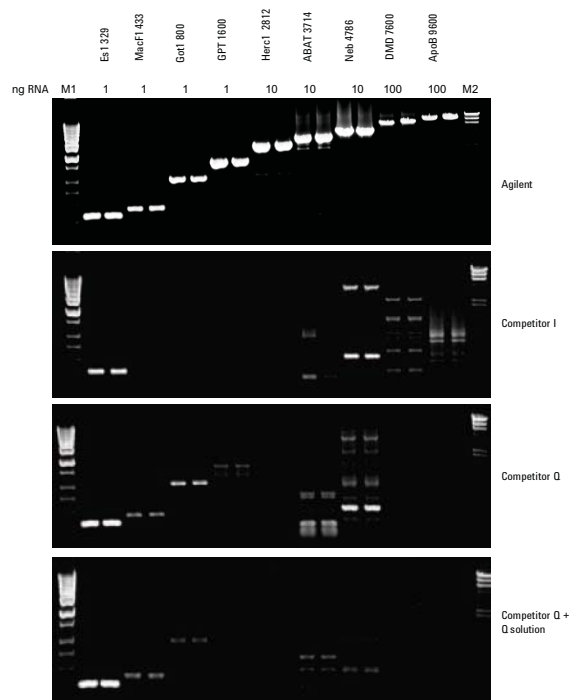 Es1 329
MacF1 433
Got1 800
GPT 1600
Herc1 2812
ABAT 3714
Neb 4786
DMD 7600
ApoB 9600
ng RNA M1 1 1 1 1 10 10 10 100 100 M2
Agilent
Competitor I
Competitor Q
Competitor Q +
Q solution